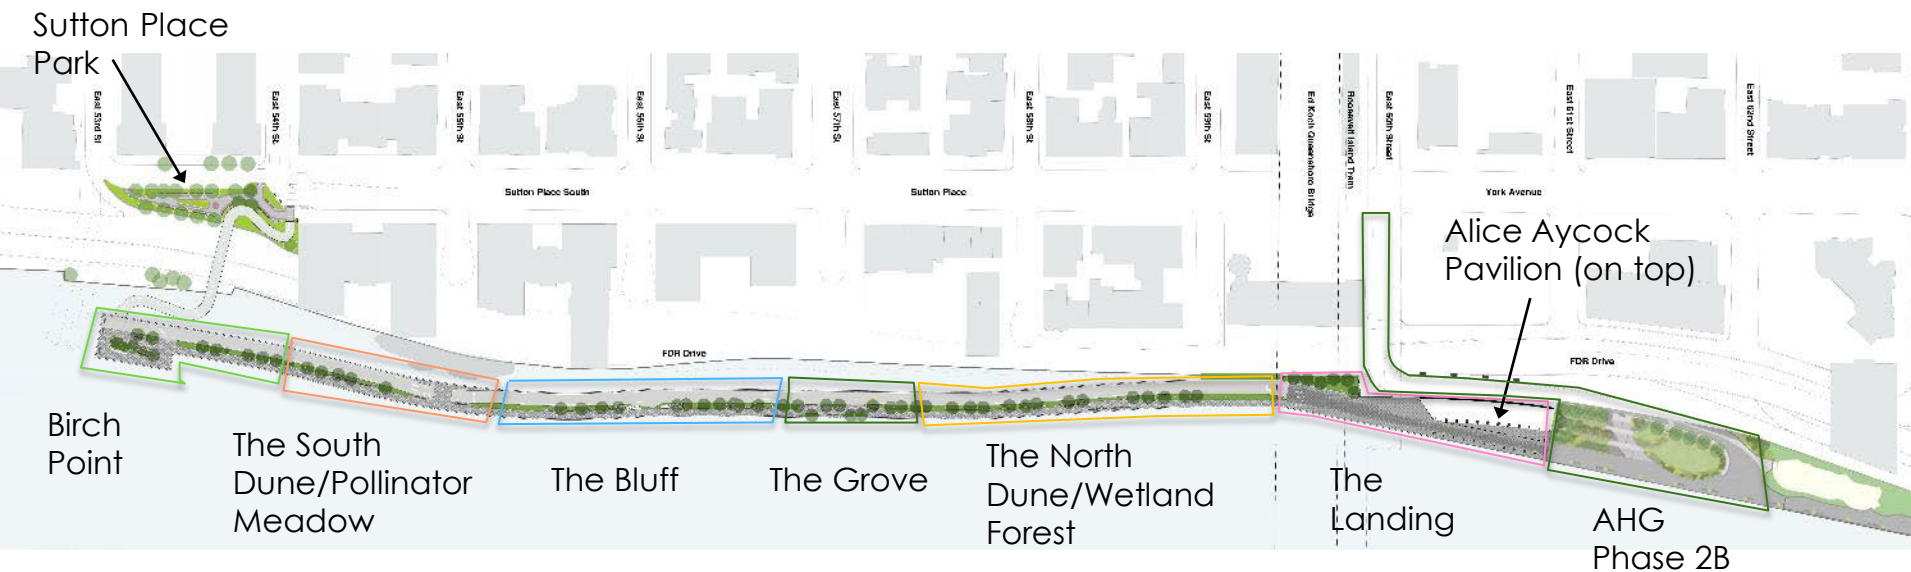 Sutton Place
Park
East 53rd St
East 54th St
East 55th St
East 56th St
East 57th St
East 58th St
East 59th St
Ed Koch Queensboro Bridge
Roosevelt Island Tram
East 60th Street
East 61st Street
East 62nd Street
Sutton Place South
Sutton Place
York Avenue
Alice Aycock
Pavilion (on top)
FDR Drive
FDR Drive
Birch
Point
The South
Dune/Pollinator
Meadow
The Bluff
The Grove
The North
Dune/Wetland
Forest
The
Landing
AHG
Phase 2B